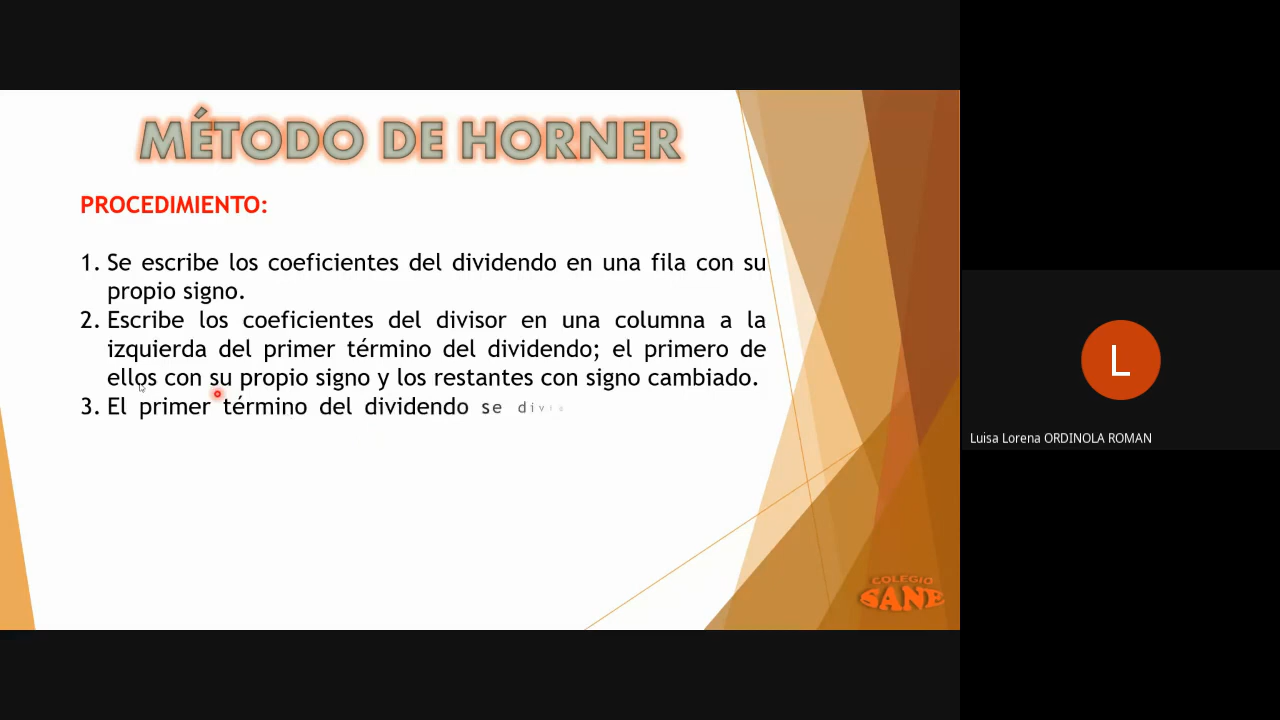 MÉTODO DE HORNER
PROCEDIMIENTO:
1. Se escribe los coeficientes del dividendo en una fila con su
propio signo.
2. Escribe los coeficientes del divisor en una columna a la
izquierda del primer término del dividendo; el primero de
ellos con su propio signo y los restantes con signo cambiado.
3. El primer término del dividendo se
COLEGIO
SANE
L
Luisa Lorena ORDINOLA ROMAN